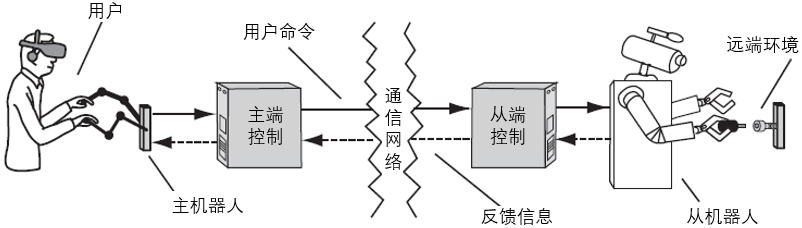 用户
用户命令
远端环境
主端
控制
通信网络
从端
控制
主机器人
反馈信息
从机器人